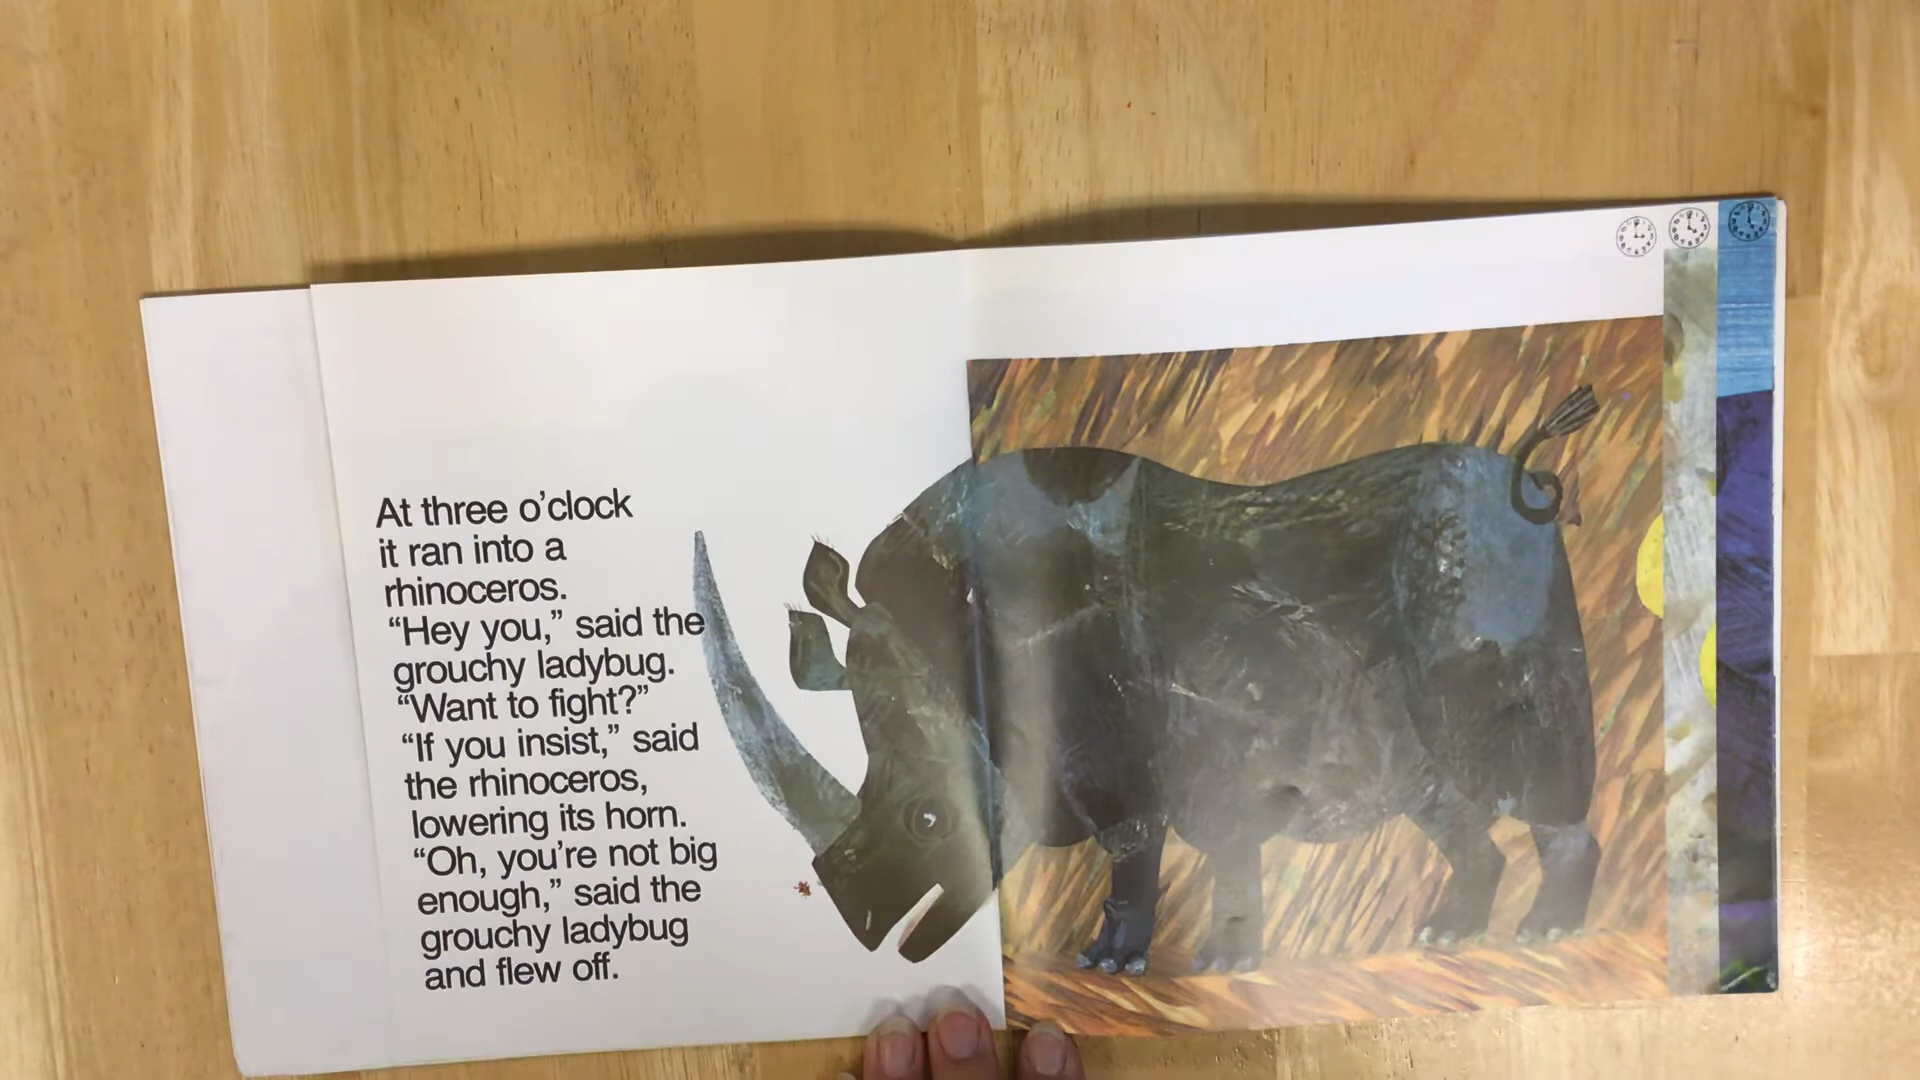 At three o’clock
it ran into a
rhinoceros.
“Hey you,” said the
grouchy ladybug.
“Want to fight?”
“If you insist,” said
the rhinoceros,
lowering its horn.
“Oh, you’re not big
enough,” said the
grouchy ladybug
and flew off.